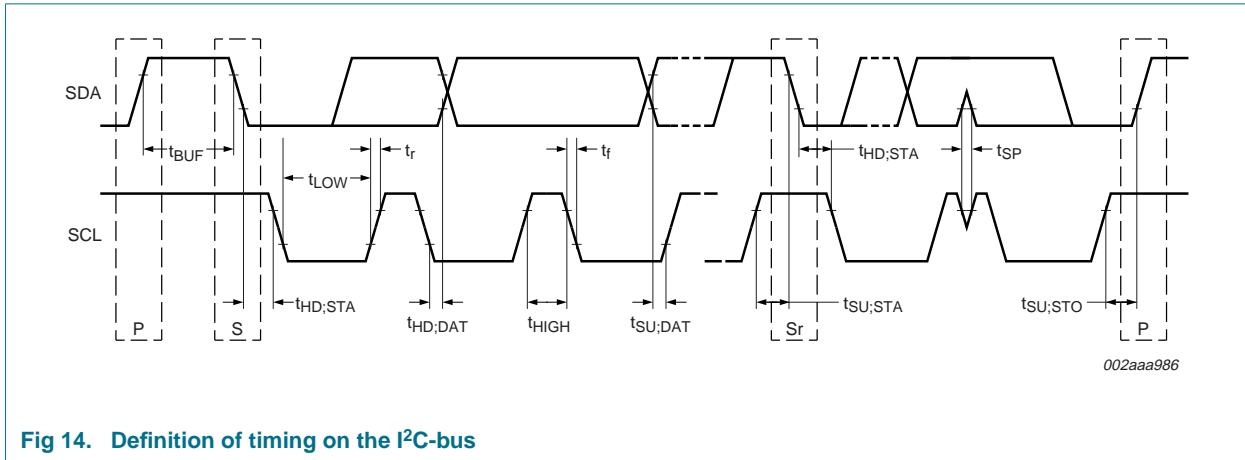 SDA
tBUF
tr
tf
tHD;STA
tSP
tLOW
SCL
tHD;STA
tHD;DAT
tHIGH
tSU;DAT
tSU;STA
tSU;STO
P
S
Sr
P
002aaa986
Fig 14. Definition of timing on the I²C-bus